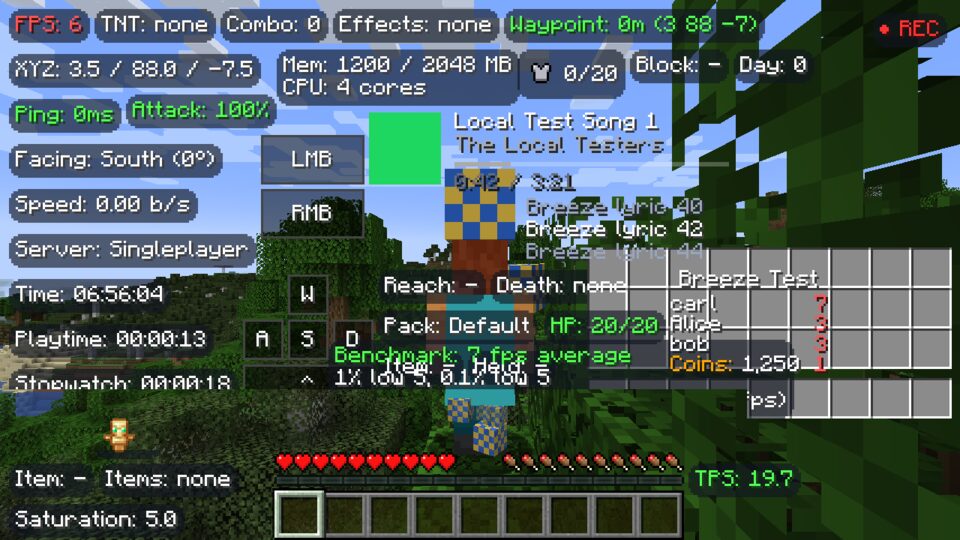 FPS: 6 TNT: none Combo: 0 Effects: none Waypoint: 0m (3 88 -7) REC
XYZ: 3.5 / 88.0 / -7.5 Mem: 1200 / 2048 MB 0/20 Block: - Day: 0
CPU: 4 cores
Ping: 0ms Attack: 100%
Local Test Song 1
The Local Testers
Facing: South (0°) LMB
0:42 / 3:21
Speed: 0.00 b/s RMB
Breeze lyric 40
Breeze lyric 42
Breeze lyric 44
Server: Singleplayer
Reach: - Death: none
Breeze Test
Time: 06:56:04 W
carl 7
Alice 3
bob 3
Coins: 1,250 1
Pack: Default HP: 20/20
Playtime: 00:00:13 A S D
Benchmark: 7 fps average
Item: - Held: -
1% low 5, 0.1% low 5
Stopwatch: 00:00:18 ^
ps)
Item: - Items: none TPS: 19.7
Saturation: 5.0